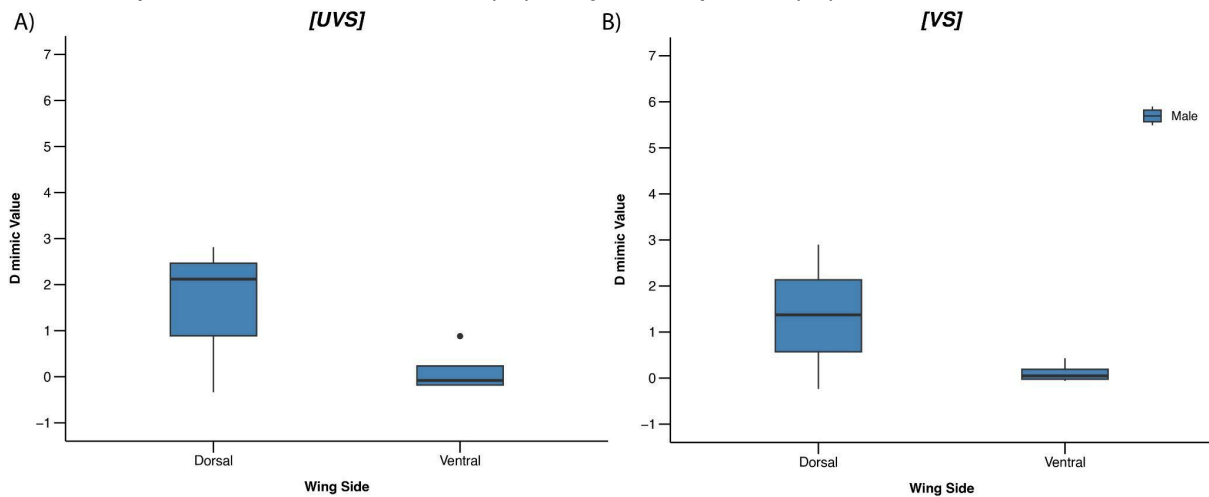 A)
[UVS]
7
6
5
4
3
2
1
0
−1
D mimic Value
Dorsal
Ventral
Wing Side
B)
[VS]
7
6
5
4
3
2
1
0
−1
D mimic Value
Dorsal
Ventral
Wing Side
Male